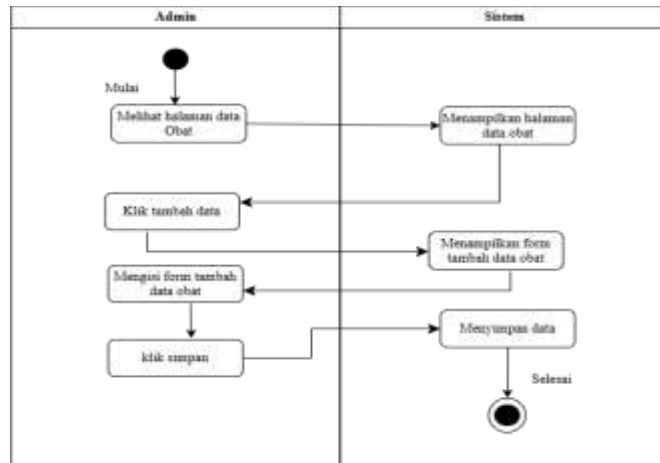 Admin
Sistem
Mulai
Melihat halaman data
Obat
Menampilkan halaman
data obat
Klik tambah data
Menampilkan form
tambah data obat
Mengisi form tambah
data obat
klik simpan
Menyimpan data
Selesai